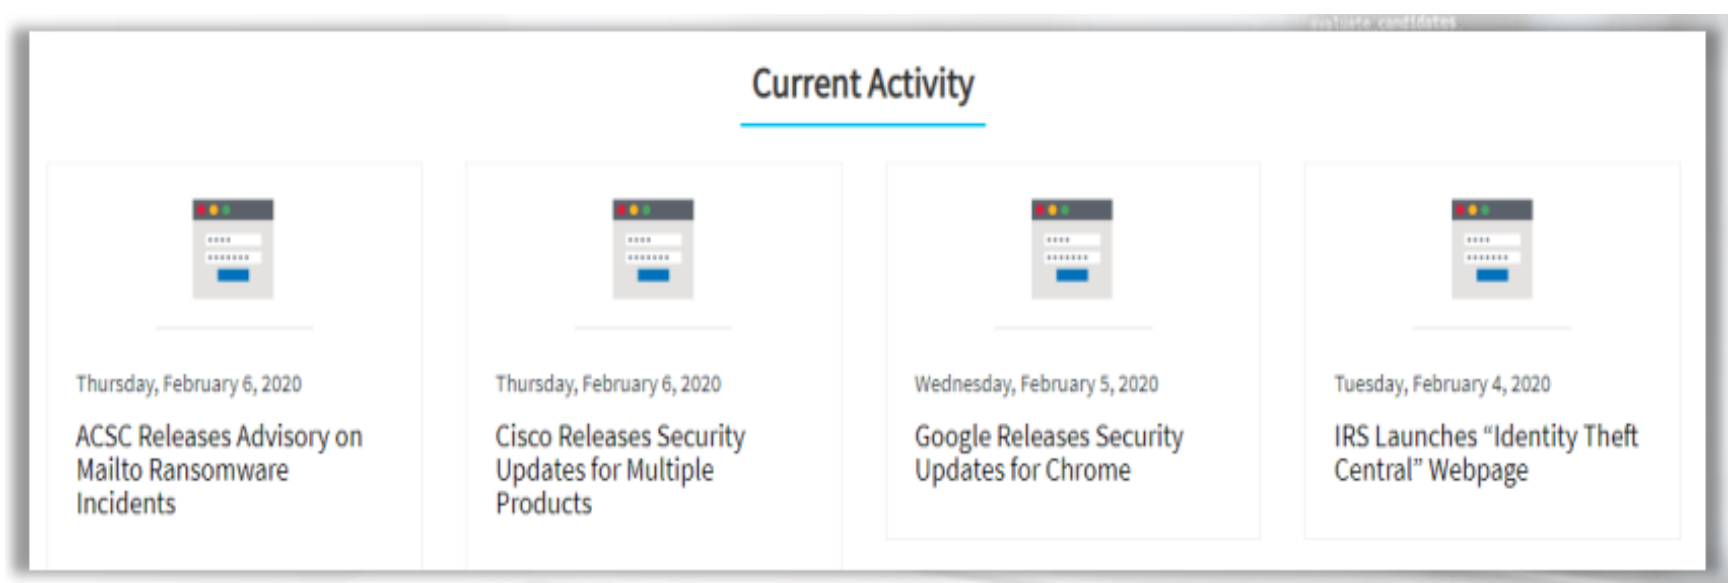 evaluate candidates
Current Activity
Thursday, February 6, 2020
ACSC Releases Advisory on
Mailto Ransomware
Incidents
Thursday, February 6, 2020
Cisco Releases Security
Updates for Multiple
Products
Wednesday, February 5, 2020
Google Releases Security
Updates for Chrome
Tuesday, February 4, 2020
IRS Launches “Identity Theft
Central” Webpage